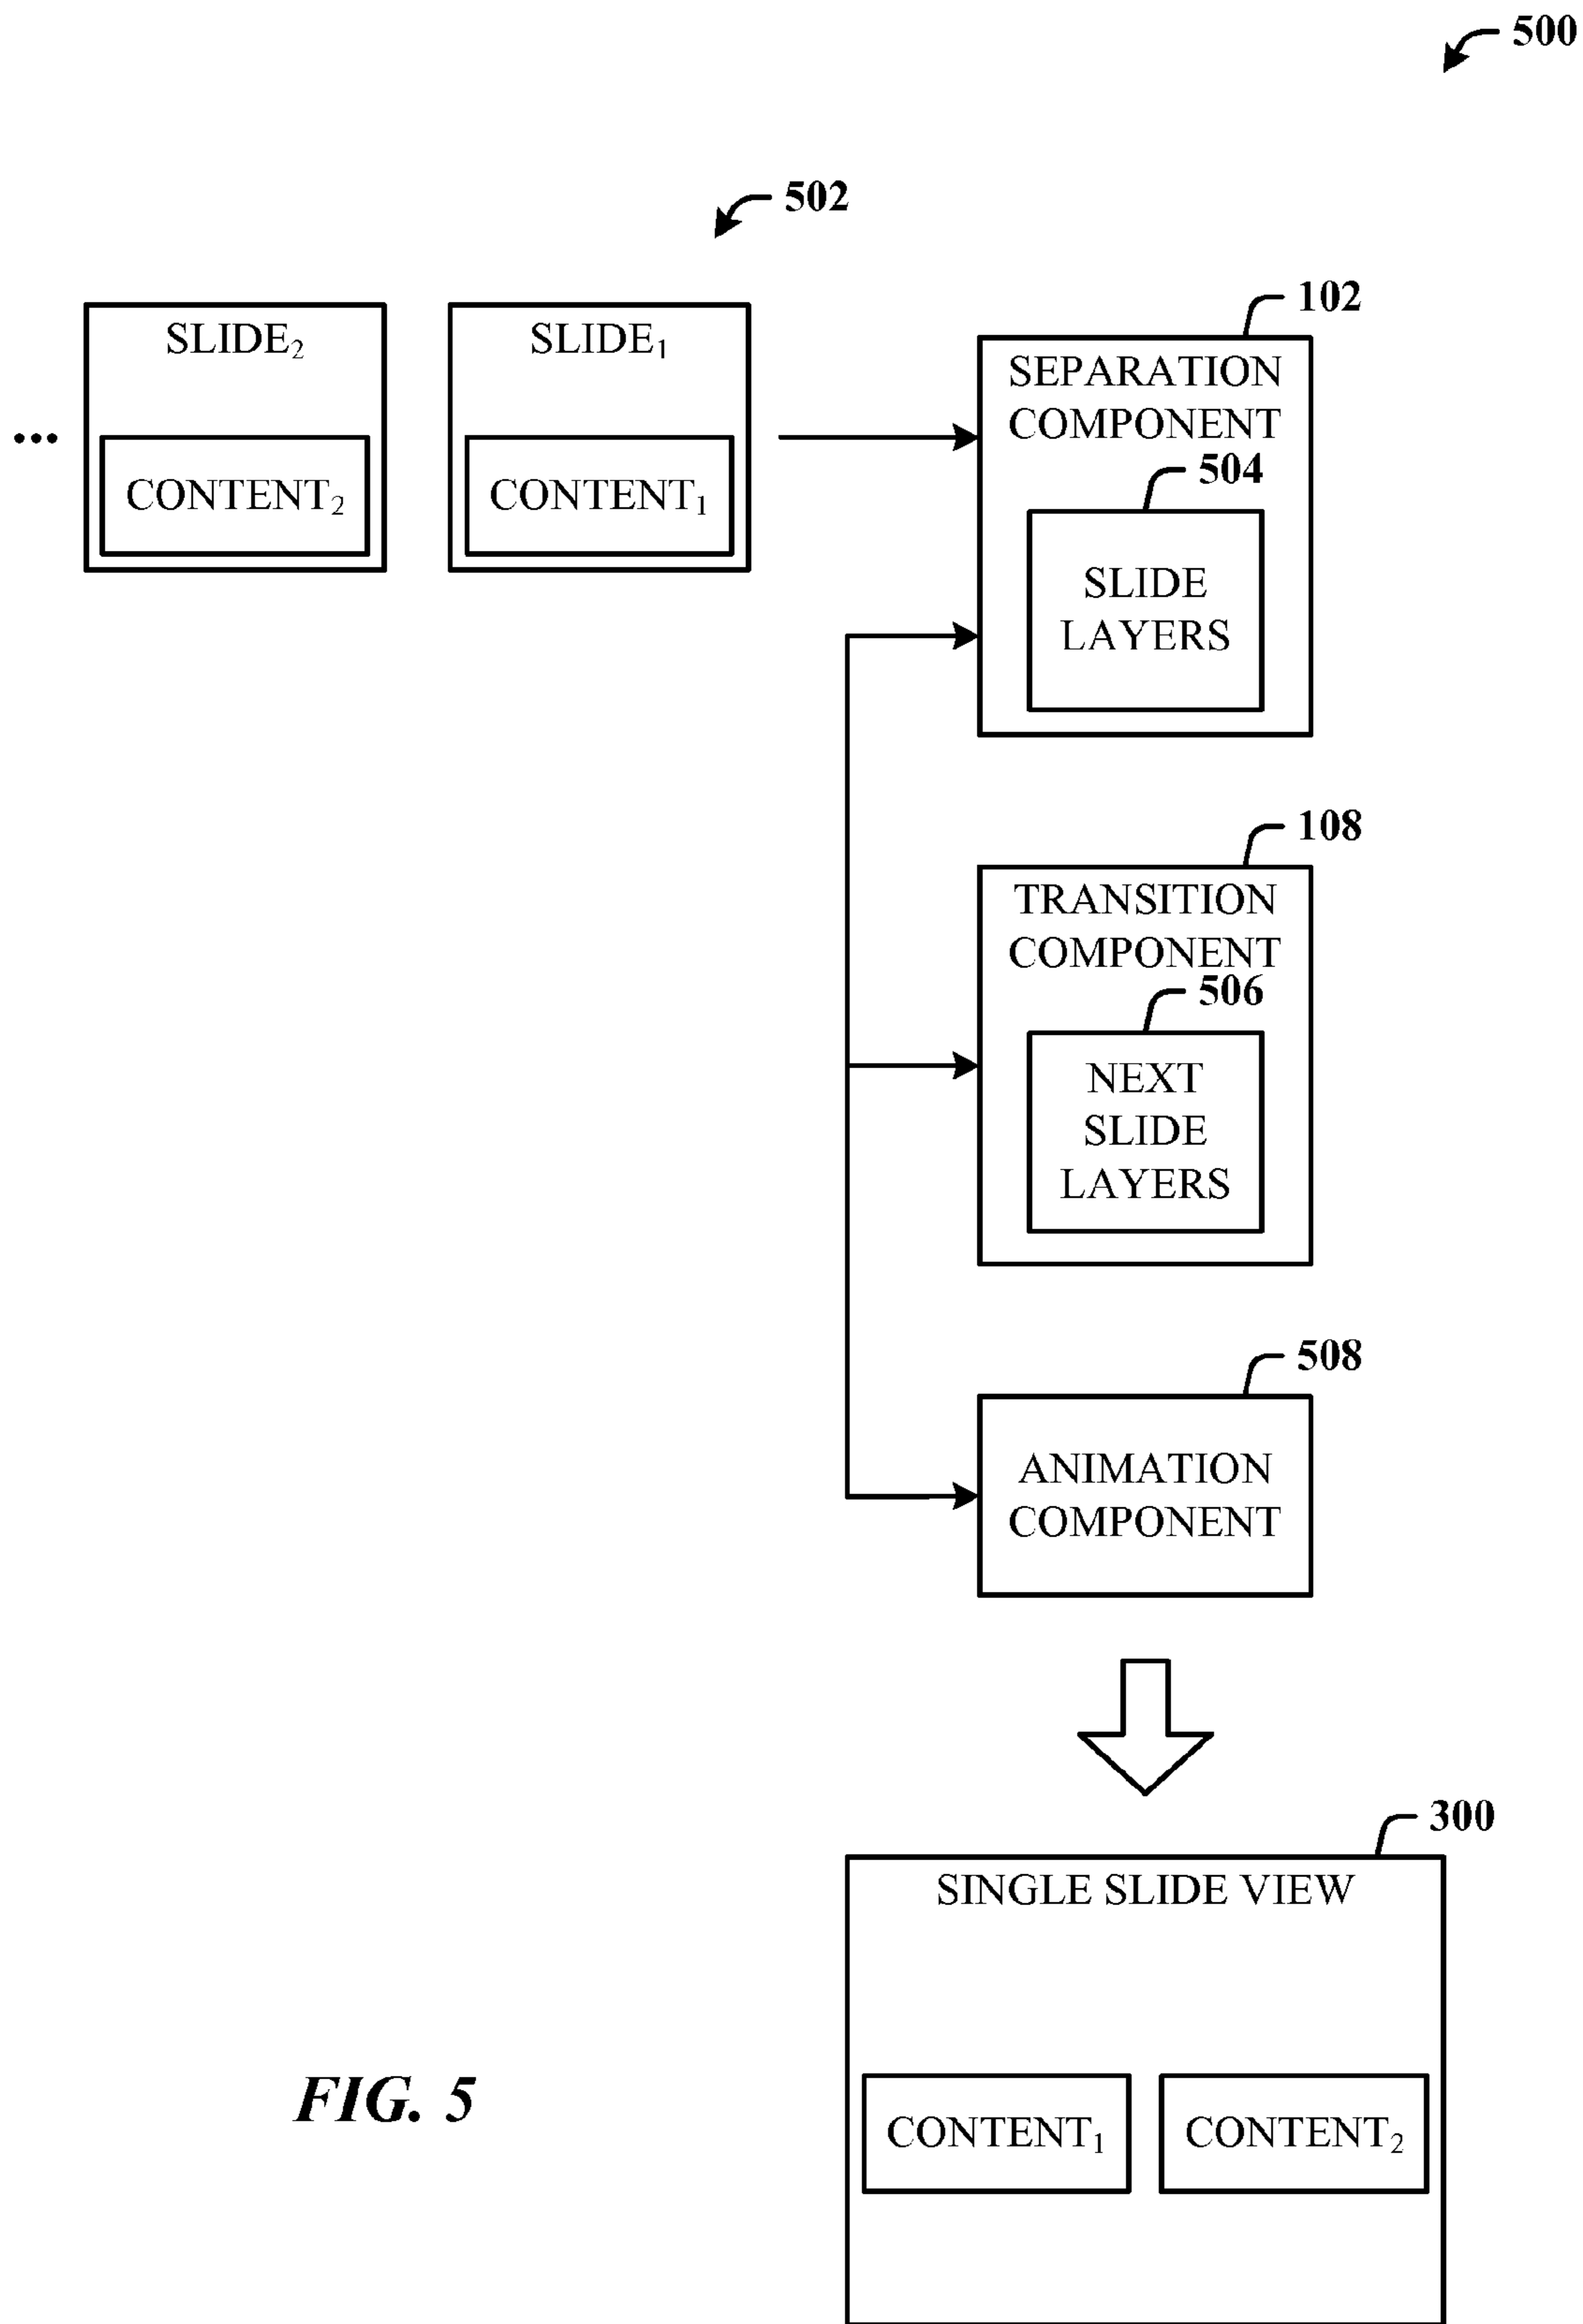 500
502
102
SLIDE₂
SLIDE₁
SEPARATION
COMPONENT
...
CONTENT₂
CONTENT₁
504
SLIDE
LAYERS
108
TRANSITION
COMPONENT
506
NEXT
SLIDE
LAYERS
508
ANIMATION
COMPONENT
300
SINGLE SLIDE VIEW
CONTENT₁
CONTENT₂
FIG. 5